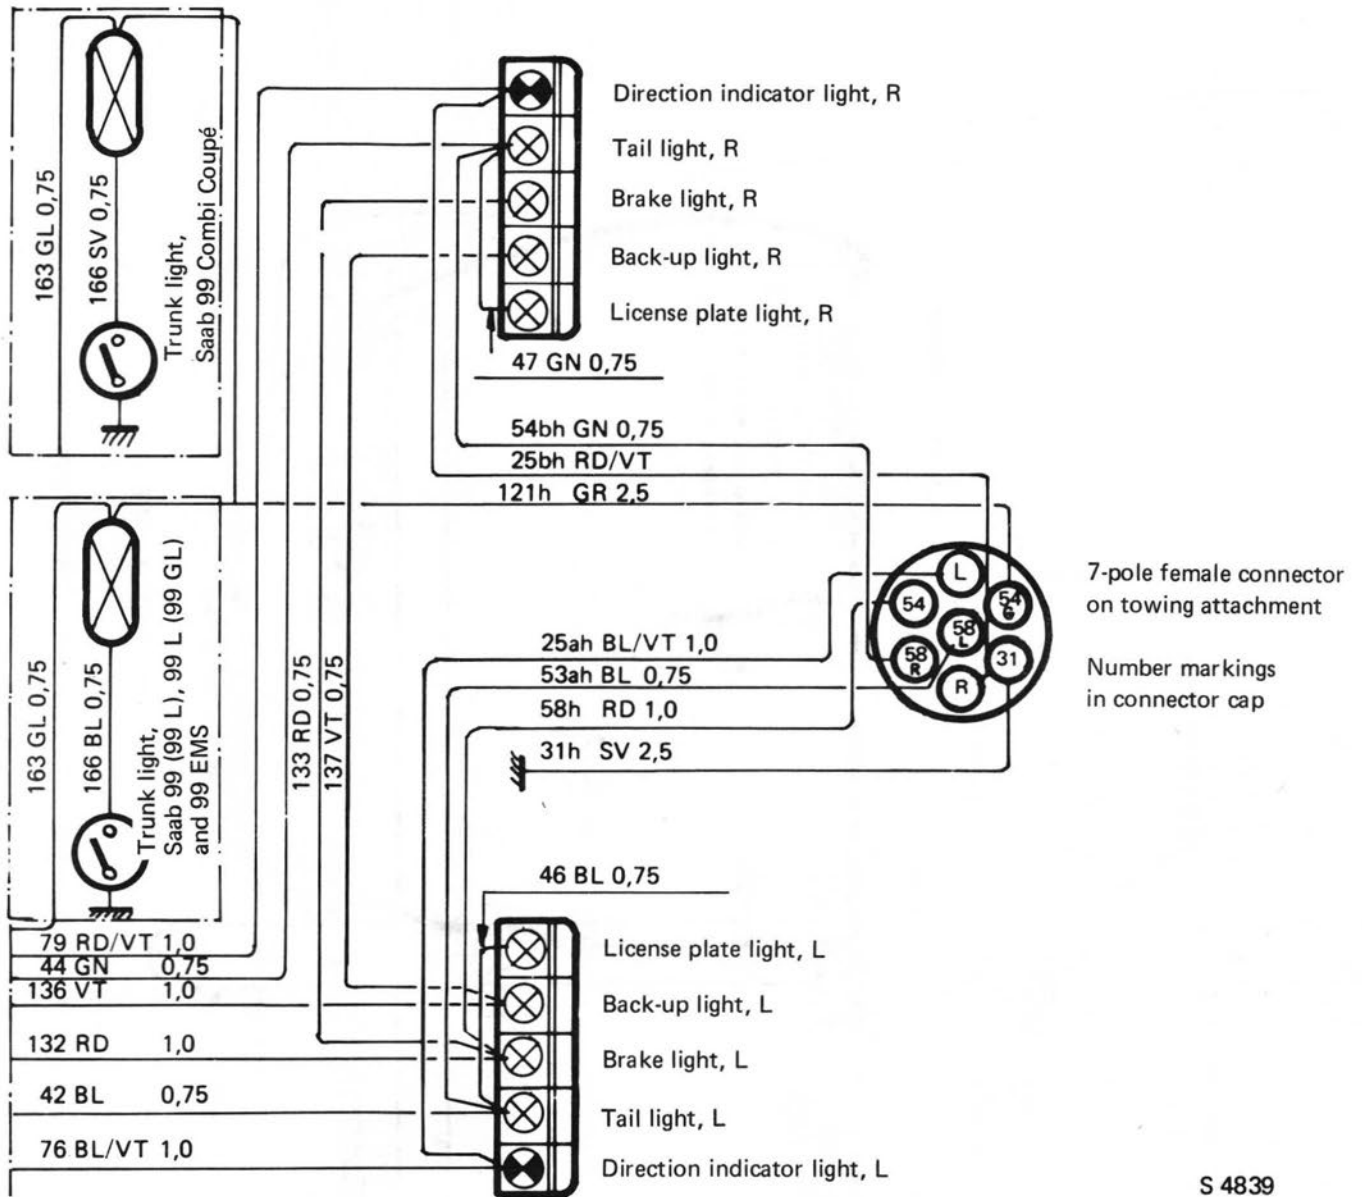 163 GL 0,75
166 SV 0,75
Trunk light,
Saab 99 Combi Coupé
Direction indicator light, R
Tail light, R
Brake light, R
Back-up light, R
License plate light, R
47 GN 0,75
54bh GN 0,75
25bh RD/VT
121h GR 2,5
163 GL 0,75
166 BL 0,75
Trunk light,
Saab 99 (99 L), 99 L (99 GL)
and 99 EMS
133 RD 0,75
137 VT 0,75
L
54
54
G
58
L
58
R
31
R
7-pole female connector
on towing attachment
Number markings
in connector cap
25ah BL/VT 1,0
53ah BL 0,75
58h RD 1,0
31h SV 2,5
46 BL 0,75
79 RD/VT 1,0
44 GN 0,75
136 VT 1,0
132 RD 1,0
42 BL 0,75
76 BL/VT 1,0
License plate light, L
Back-up light, L
Brake light, L
Tail light, L
Direction indicator light, L
S 4839